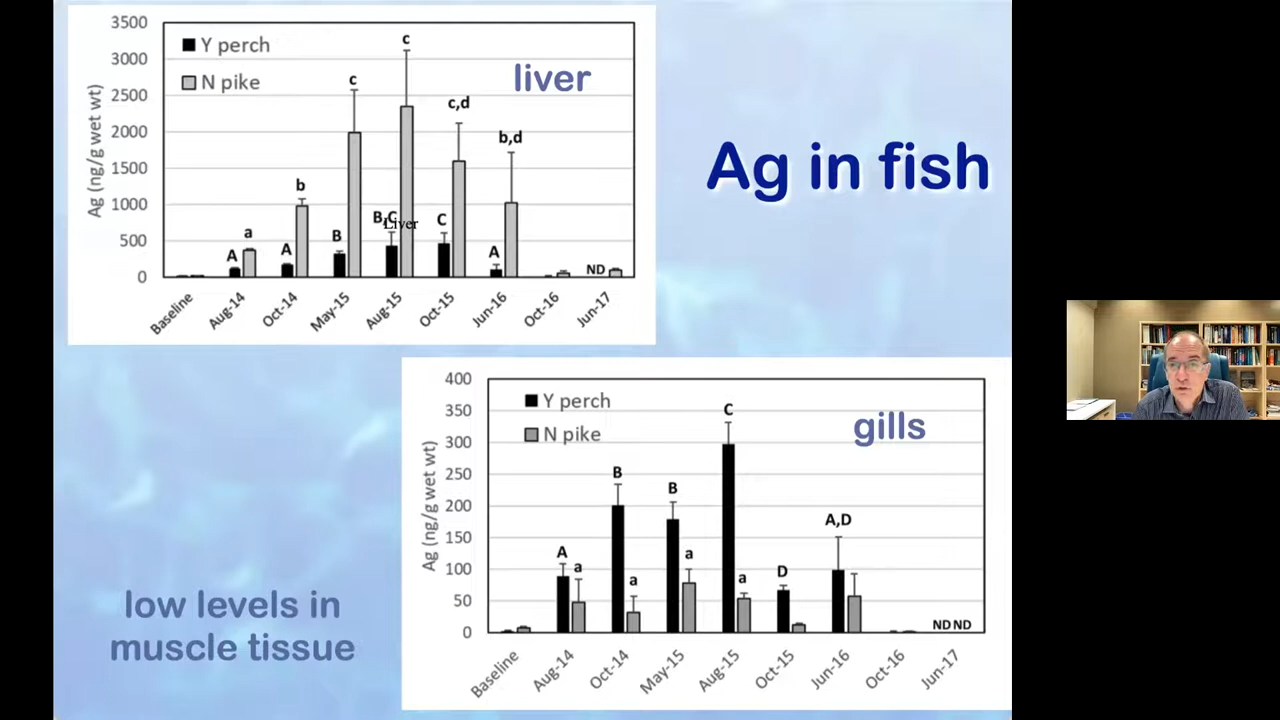 3500
3000
2500
2000
1500
1000
500
0
Ag (ng/g wet wt)
Y perch
N pike
liver
A
a
A
b
B
c
B,C
c
C
c,d
A
b,d
ND
Liver
Baseline
Aug-14
Oct-14
May-15
Aug-15
Oct-15
Jun-16
Oct-16
Jun-17
Ag in fish
400
350
300
250
200
150
100
50
0
Ag (ng/g wet wt)
Y perch
N pike
gills
A
a
B
a
B
a
C
a
D
A,D
ND ND
Baseline
Aug-14
Oct-14
May-15
Aug-15
Oct-15
Jun-16
Oct-16
Jun-17
low levels in
muscle tissue